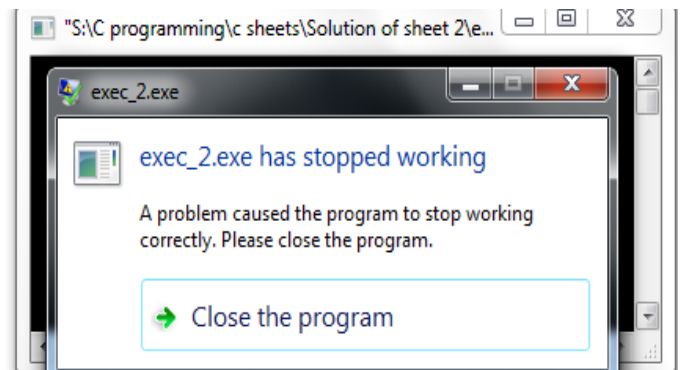 "S:\C programming\c sheets\Solution of sheet 2\e...
exec_2.exe
exec_2.exe has stopped working
A problem caused the program to stop working
correctly. Please close the program.
Close the program